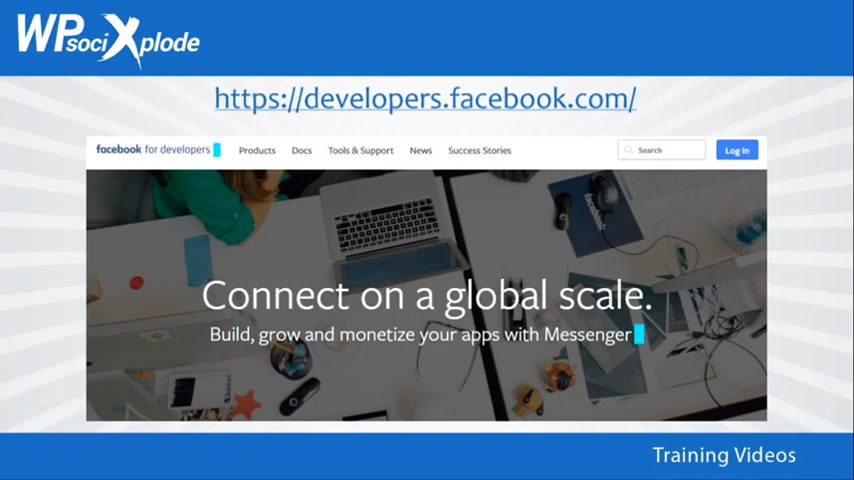 WPsociXplode
https://developers.facebook.com/
facebook for developers Products Docs Tools & Support News Success Stories Search Log In
facebook
Connect on a global scale.
Build, grow and monetize your apps with Messenger
Training Videos